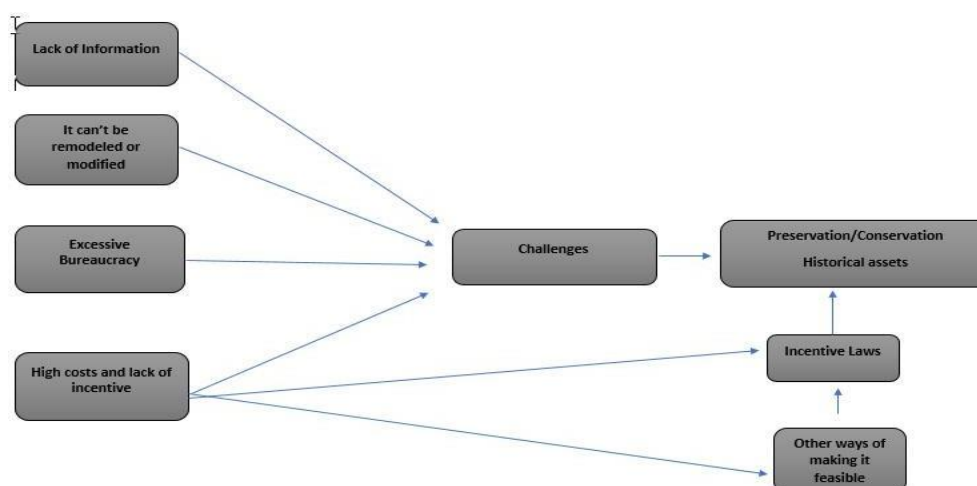 Lack of Information
It can't be
remodeled or
modified
Excessive
Bureaucracy
High costs and lack of
incentive
Challenges
Preservation/Conservation
Historical assets
Incentive Laws
Other ways of
making it
feasible